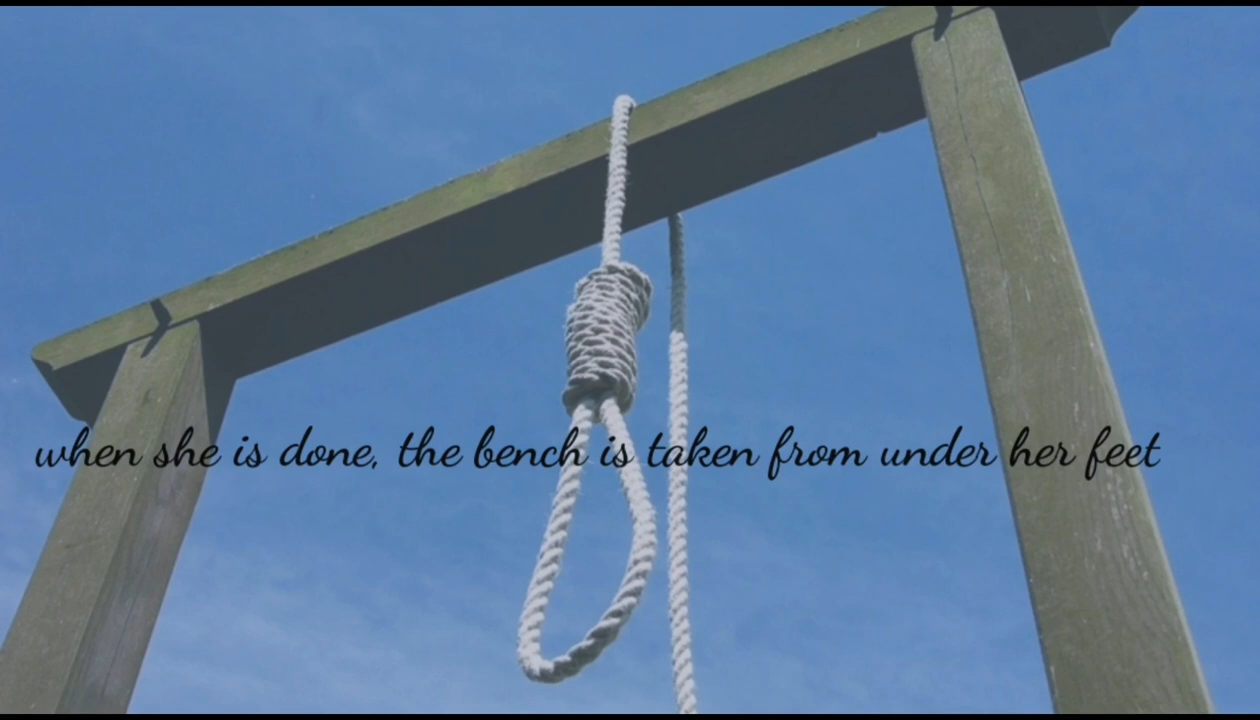 when she is done, the bench is taken from under her feet